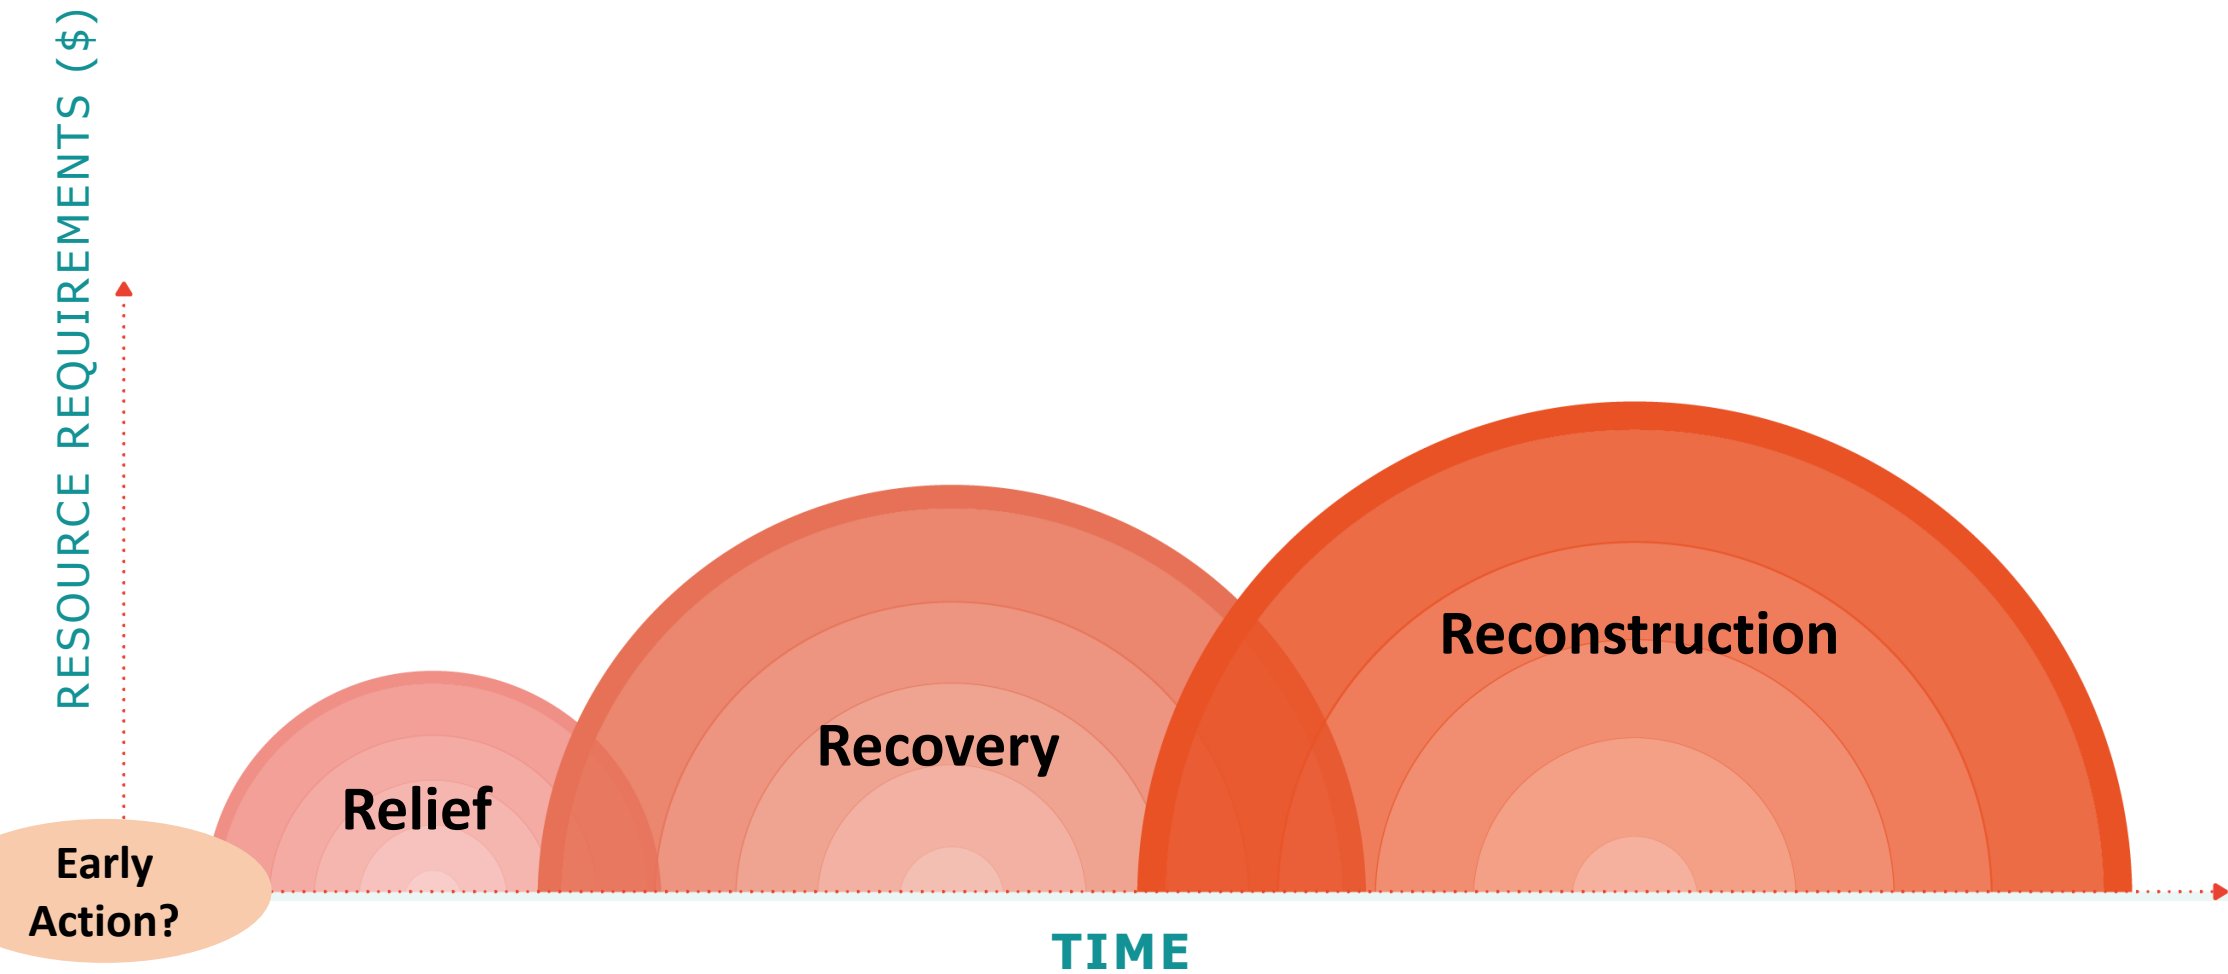 RESOURCE REQUIREMENTS ($)
Relief
Recovery
Reconstruction
Early
Action?
TIME